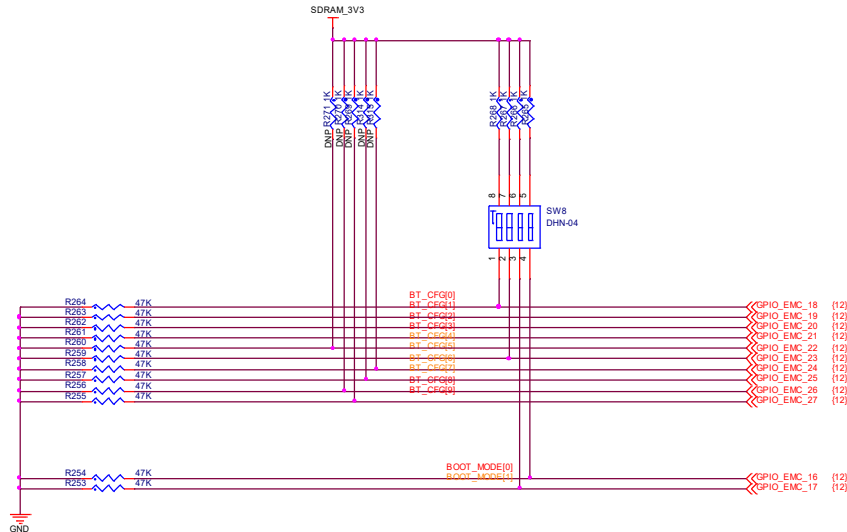 SDRAM_3V3
DNP R271 1K
DNP
1K
DNP
1K
DNP R314 1K
DNP R315 1K
R268 1K
1K
1K
1K
8 7 6 5
SW8
DHN-04
1 2 3 4
R264 47K BT_CFG[0] GPIO_EMC_18 {12}
R263 47K BT_CFG[1] GPIO_EMC_19 {12}
R262 47K BT_CFG[2] GPIO_EMC_20 {12}
R261 47K BT_CFG[3] GPIO_EMC_21 {12}
R260 47K BT_CFG[4] GPIO_EMC_22 {12}
R259 47K BT_CFG[5] GPIO_EMC_23 {12}
R258 47K BT_CFG[6] GPIO_EMC_24 {12}
R257 47K BT_CFG[7] GPIO_EMC_25 {12}
R256 47K BT_CFG[8] GPIO_EMC_26 {12}
R255 47K BT_CFG[9] GPIO_EMC_27 {12}
R254 47K BOOT_MODE[0] GPIO_EMC_16 {12}
R253 47K BOOT_MODE[1] GPIO_EMC_17 {12}
GND